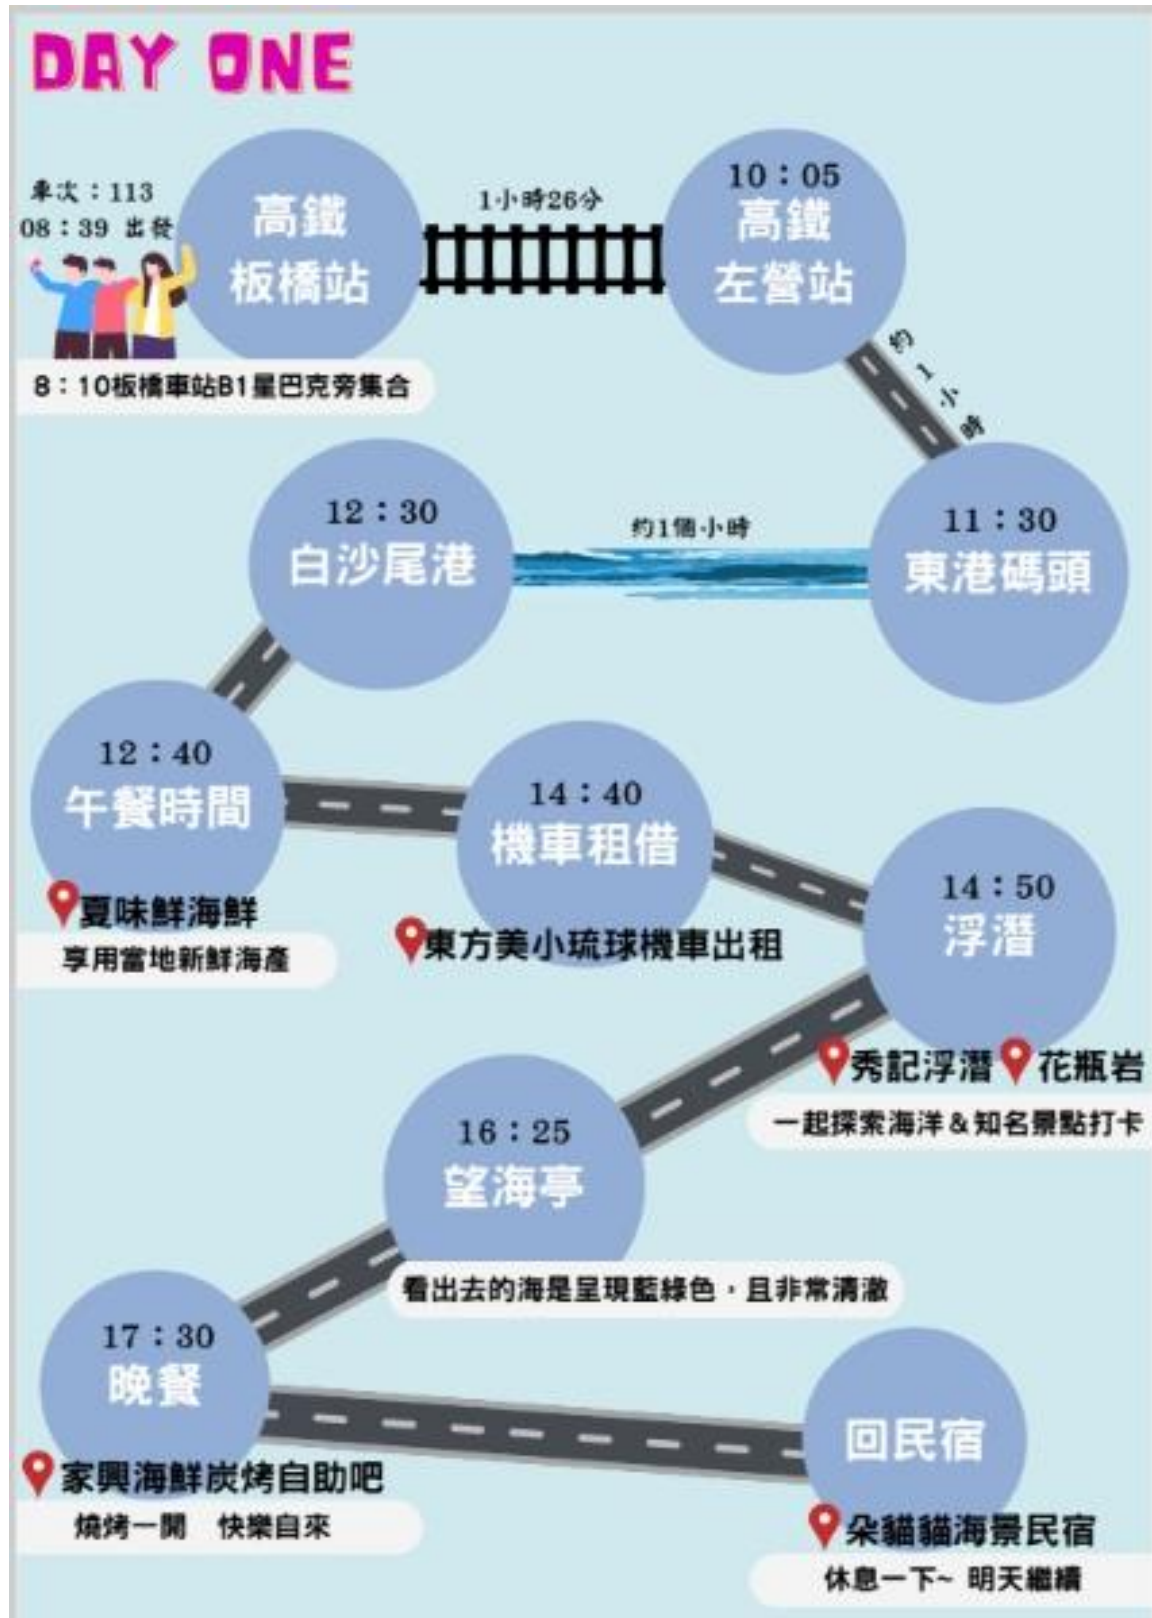 DAY ONE
車次：113
08：39 出發
高鐵
板橋站
8：10板橋車站B1星巴克旁集合
1小時26分
10：05
高鐵
左營站
約1小時
11：30
東港碼頭
約1個小時
12：30
白沙尾港
12：40
午餐時間
夏味鮮海鮮
享用當地新鮮海產
14：40
機車租借
東方美小琉球機車出租
14：50
浮潛
秀記浮潛 花瓶岩
一起探索海洋＆知名景點打卡
16：25
望海亭
看出去的海是呈現藍綠色，且非常清澈
17：30
晚餐
家興海鮮炭烤自助吧
燒烤一開 快樂自來
回民宿
朵貓貓海景民宿
休息一下~ 明天繼續